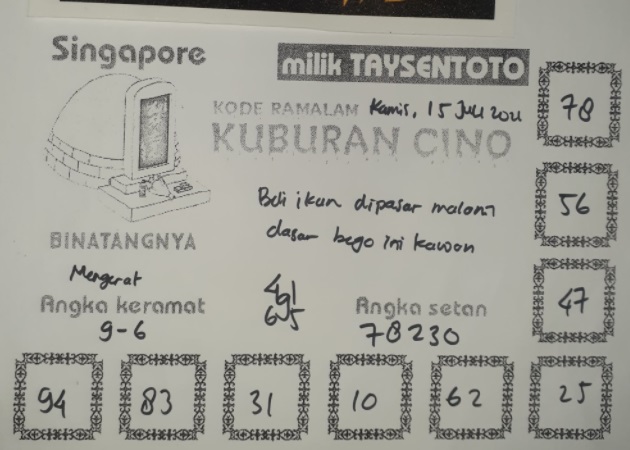 Singapore
milik TAYSENTOTO
KODE RAMALAM Kamis, 15 Juli 2021
KUBURAN CINO
78
Beli ikan dipasar malam
dasar bego ini kawan
56
BINATANGNYA
Mengerat
Angka keramat
9-6
491
65
Angka setan
78230
47
94
83
31
10
62
25